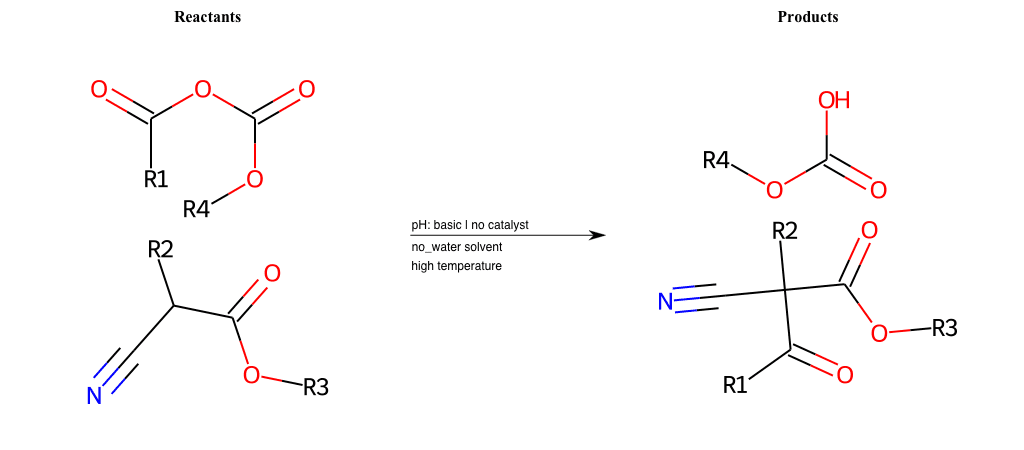 Reactants
Products
O O O
R1
O
R4
R2
O
N
O
R3
pH: basic | no catalyst
no_water solvent
high temperature
OH
R4
O
O
R2
O
N
O
R3
R1
O